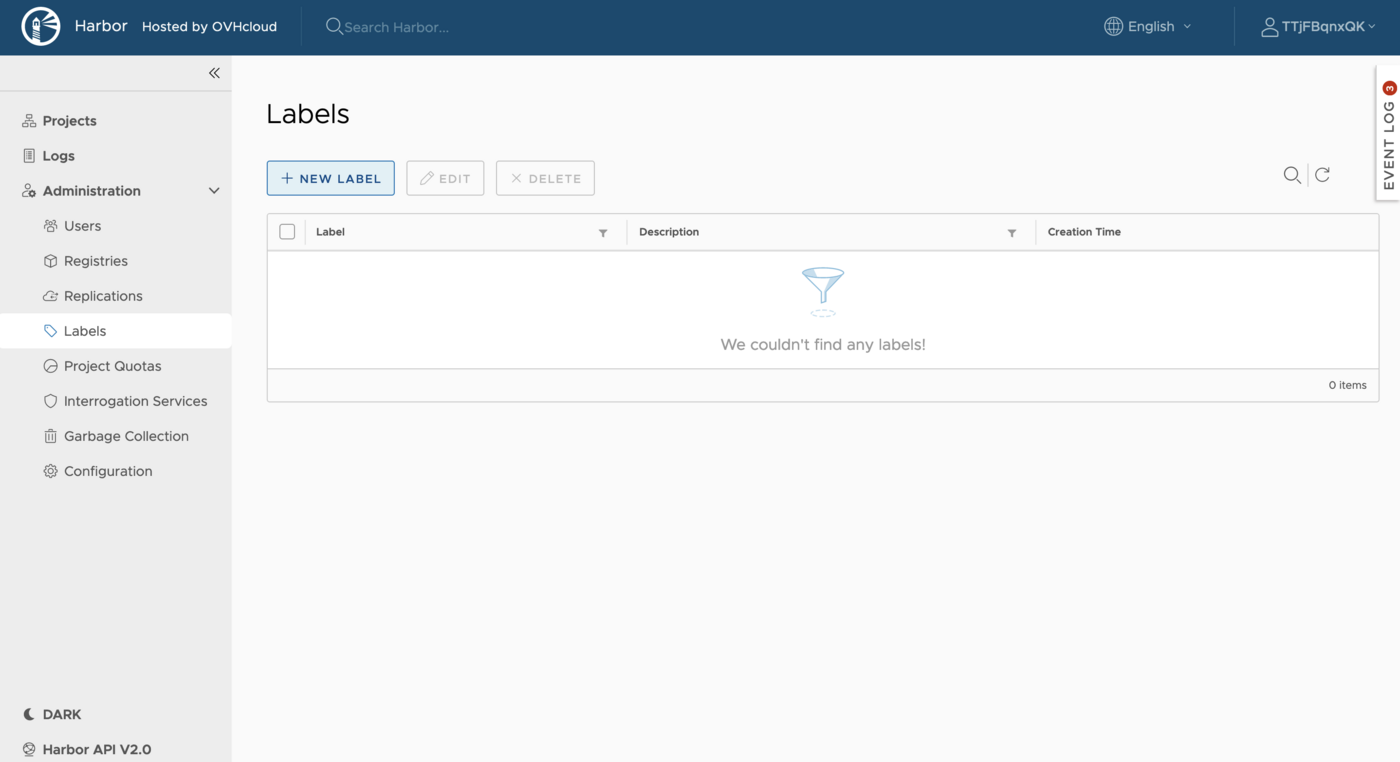 Harbor Hosted by OVHcloud Search Harbor... English TTjFBqnxQK
Projects
Logs
Administration
Users
Registries
Replications
Labels
Project Quotas
Interrogation Services
Garbage Collection
Configuration
DARK
Harbor API V2.0
Labels
NEW LABEL EDIT DELETE
Label Description Creation Time
We couldn't find any labels!
0 items
EVENT LOG 3